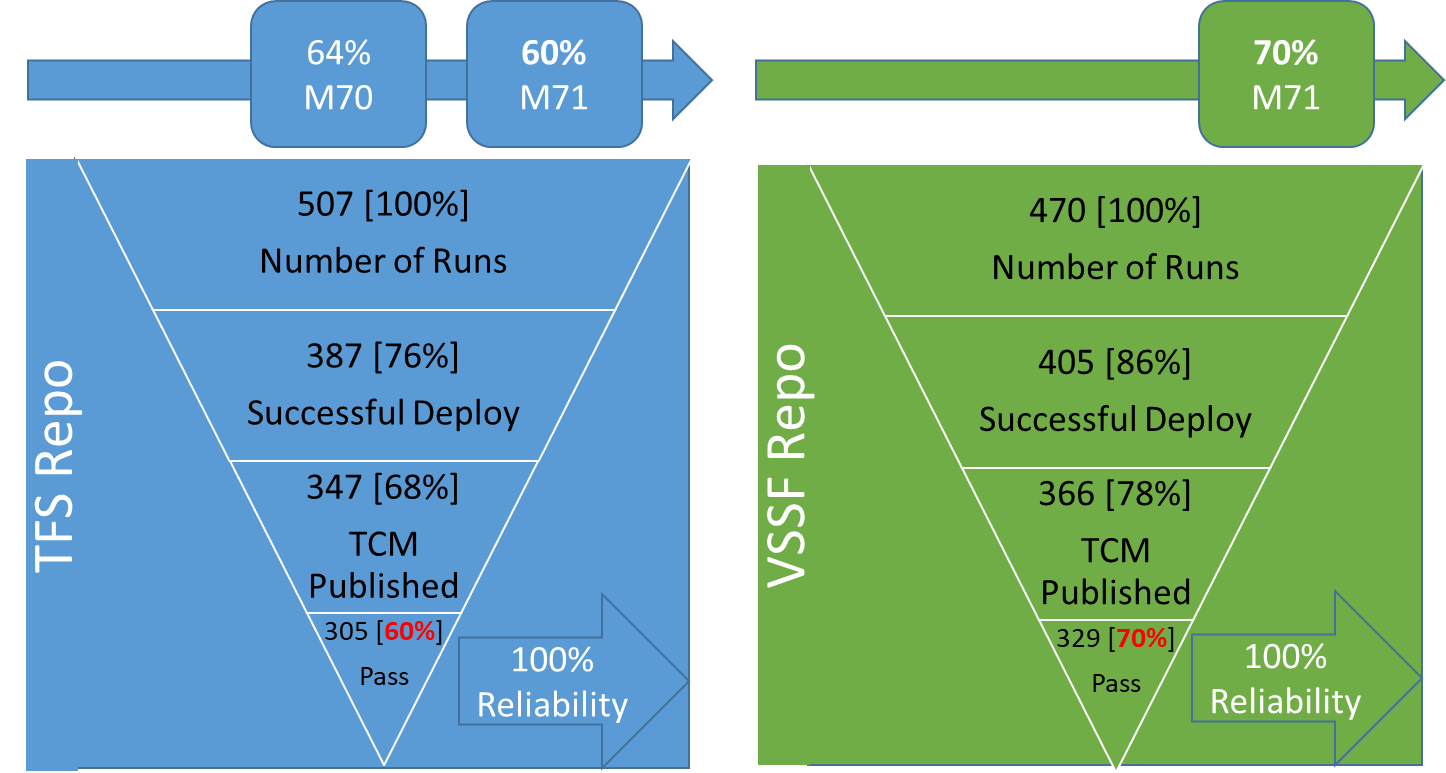 64%
M70
60%
M71
TFS Repo
507 [100%]
Number of Runs
387 [76%]
Successful Deploy
347 [68%]
TCM
Published
305 [60%]
Pass
100%
Reliability
70%
M71
VSSF Repo
470 [100%]
Number of Runs
405 [86%]
Successful Deploy
366 [78%]
TCM
Published
329 [70%]
Pass
100%
Reliability